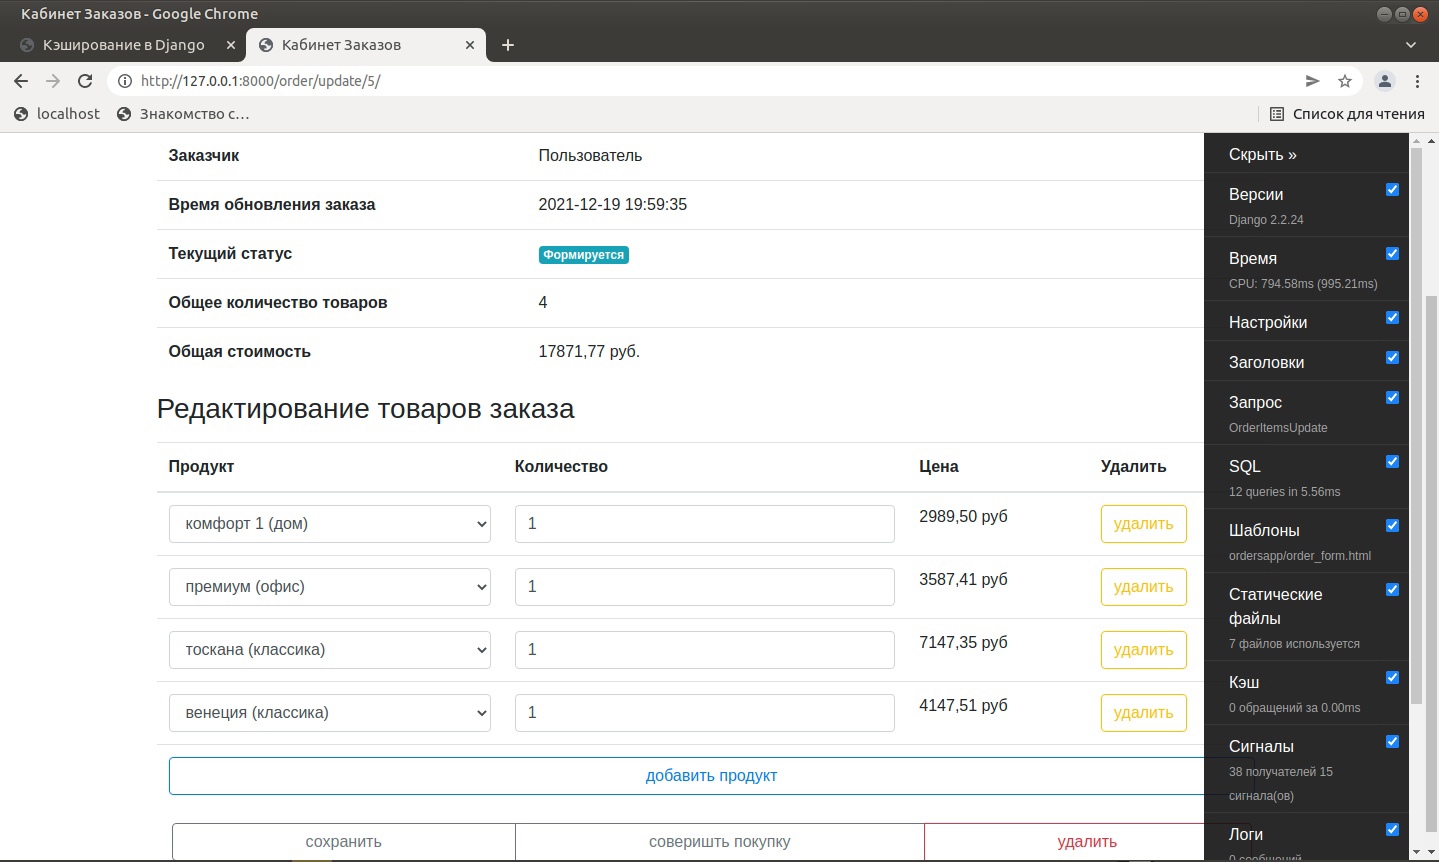 Кабинет Заказов - Google Chrome
Кэширование в Django
Кабинет Заказов
http://127.0.0.1:8000/order/update/5/
localhost
Знакомство с…
Список для чтения
Заказчик Пользователь
Время обновления заказа 2021-12-19 19:59:35
Текущий статус Формируется
Общее количество товаров 4
Общая стоимость 17871,77 руб.
Редактирование товаров заказа
Продукт Количество Цена Удалить
комфорт 1 (дом) 1 2989,50 руб удалить
премиум (офис) 1 3587,41 руб удалить
тоскана (классика) 1 7147,35 руб удалить
венеция (классика) 1 4147,51 руб удалить
добавить продукт
сохранить соверишть покупку удалить
Скрыть »
Версии
Django 2.2.24
Время
CPU: 794.58ms (995.21ms)
Настройки
Заголовки
Запрос
OrderItemsUpdate
SQL
12 queries in 5.56ms
Шаблоны
ordersapp/order_form.html
Статические
файлы
7 файлов используется
Кэш
0 обращений за 0.00ms
Сигналы
38 получателей 15
сигнала(ов)
Логи
0 сообщений